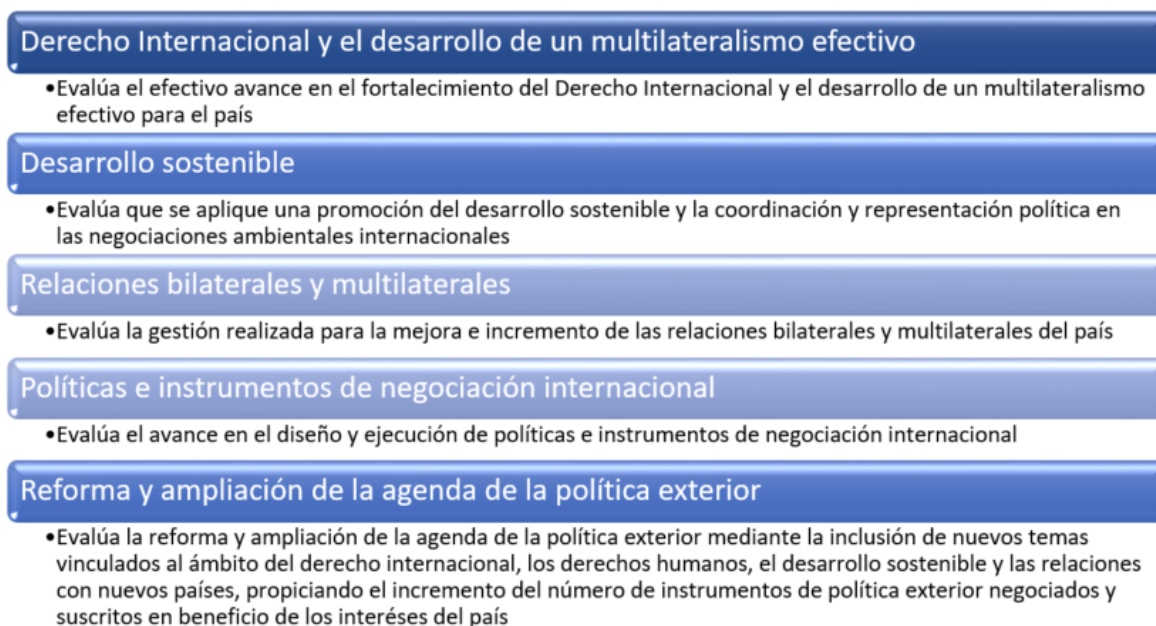 Derecho Internacional y el desarrollo de un multilateralismo efectivo
•Evalúa el efectivo avance en el fortalecimiento del Derecho Internacional y el desarrollo de un multilateralismo
efectivo para el país
Desarrollo sostenible
•Evalúa que se aplique una promoción del desarrollo sostenible y la coordinación y representación política en
las negociaciones ambientales internacionales
Relaciones bilaterales y multilaterales
•Evalúa la gestión realizada para la mejora e incremento de las relaciones bilaterales y multilaterales del país
Políticas e instrumentos de negociación internacional
•Evalúa el avance en el diseño y ejecución de políticas e instrumentos de negociación internacional
Reforma y ampliación de la agenda de la política exterior
•Evalúa la reforma y ampliación de la agenda de la política exterior mediante la inclusión de nuevos temas
vinculados al ámbito del derecho internacional, los derechos humanos, el desarrollo sostenible y las relaciones
con nuevos países, propiciando el incremento del número de instrumentos de política exterior negociados y
suscritos en beneficio de los interéses del país